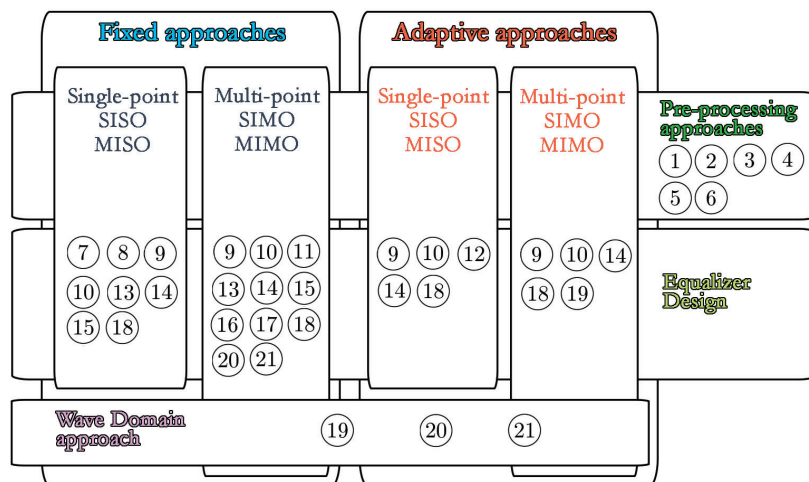 Fixed approaches
Adaptive approaches
Single-point
SISO
MISO
Multi-point
SIMO
MIMO
Single-point
SISO
MISO
Multi-point
SIMO
MIMO
Pre-processing
approaches
1 2 3 4
5 6
7 8 9
10 13 14
15 18
9 10 11
13 14 15
16 17 18
20 21
9 10 12
14 18
9 10 14
18 19
Equalizer
Design
Wave Domain
approach
19 20 21